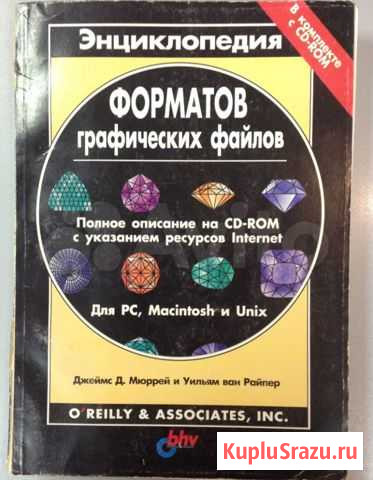 Энциклопедия
В комплекте
с CD-ROM
ФОРМАТОВ
графических файлов
Полное описание на CD-ROM
с указанием ресурсов Internet
Для PC, Macintosh и Unix
Джеймс Д. Мюррей и Уильям ван Райпер
O'REILLY & ASSOCIATES, INC.
bhv
KupluSrazu.ru